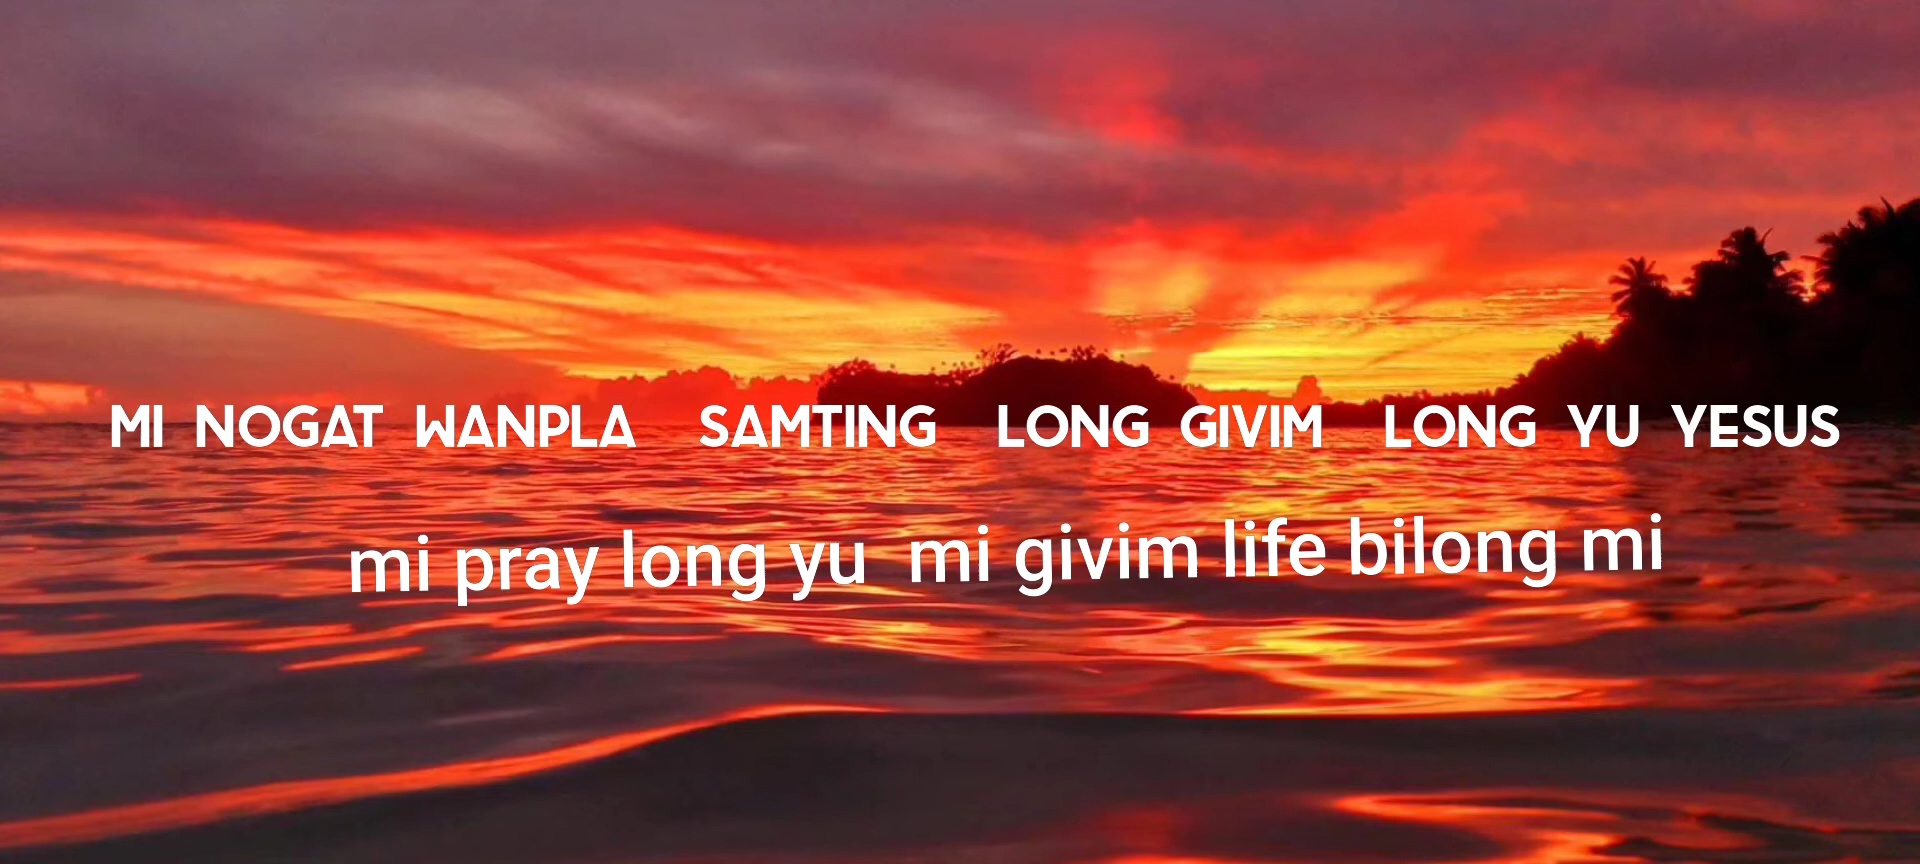 MI NOGAT WANPLA SAMTING LONG GIVIM LONG YU YESUS
mi pray long yu mi givim life bilong mi